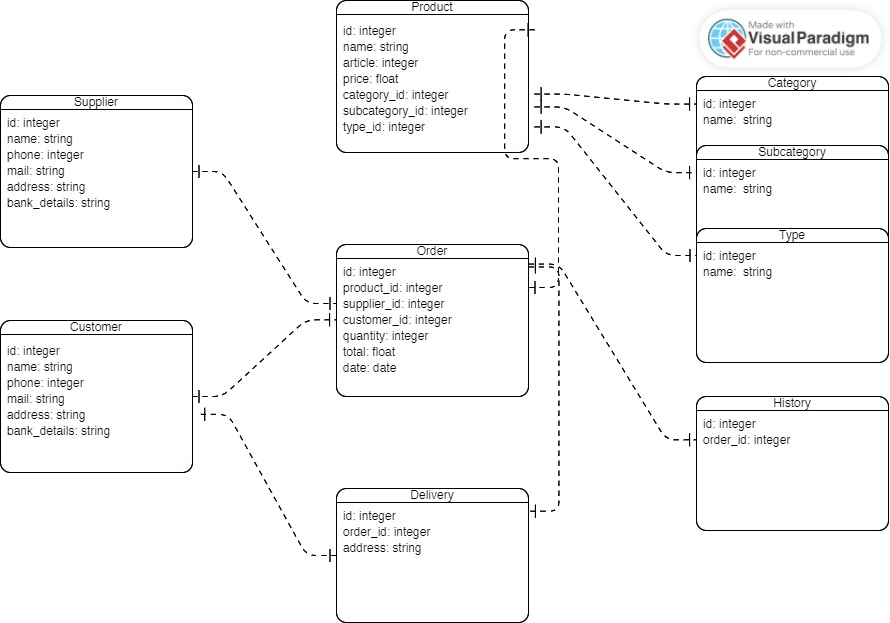 Product
id: integer
name: string
article: integer
price: float
category_id: integer
subcategory_id: integer
type_id: integer
Made with
VisualParadigm
For non-commercial use
Category
id: integer
name:  string
Subcategory
id: integer
name:  string
Type
id: integer
name:  string
Supplier
id: integer
name: string
phone: integer
mail: string
address: string
bank_details: string
Order
id: integer
product_id: integer
supplier_id: integer
customer_id: integer
quantity: integer
total: float
date: date
Customer
id: integer
name: string
phone: integer
mail: string
address: string
bank_details: string
History
id: integer
order_id: integer
Delivery
id: integer
order_id: integer
address: string